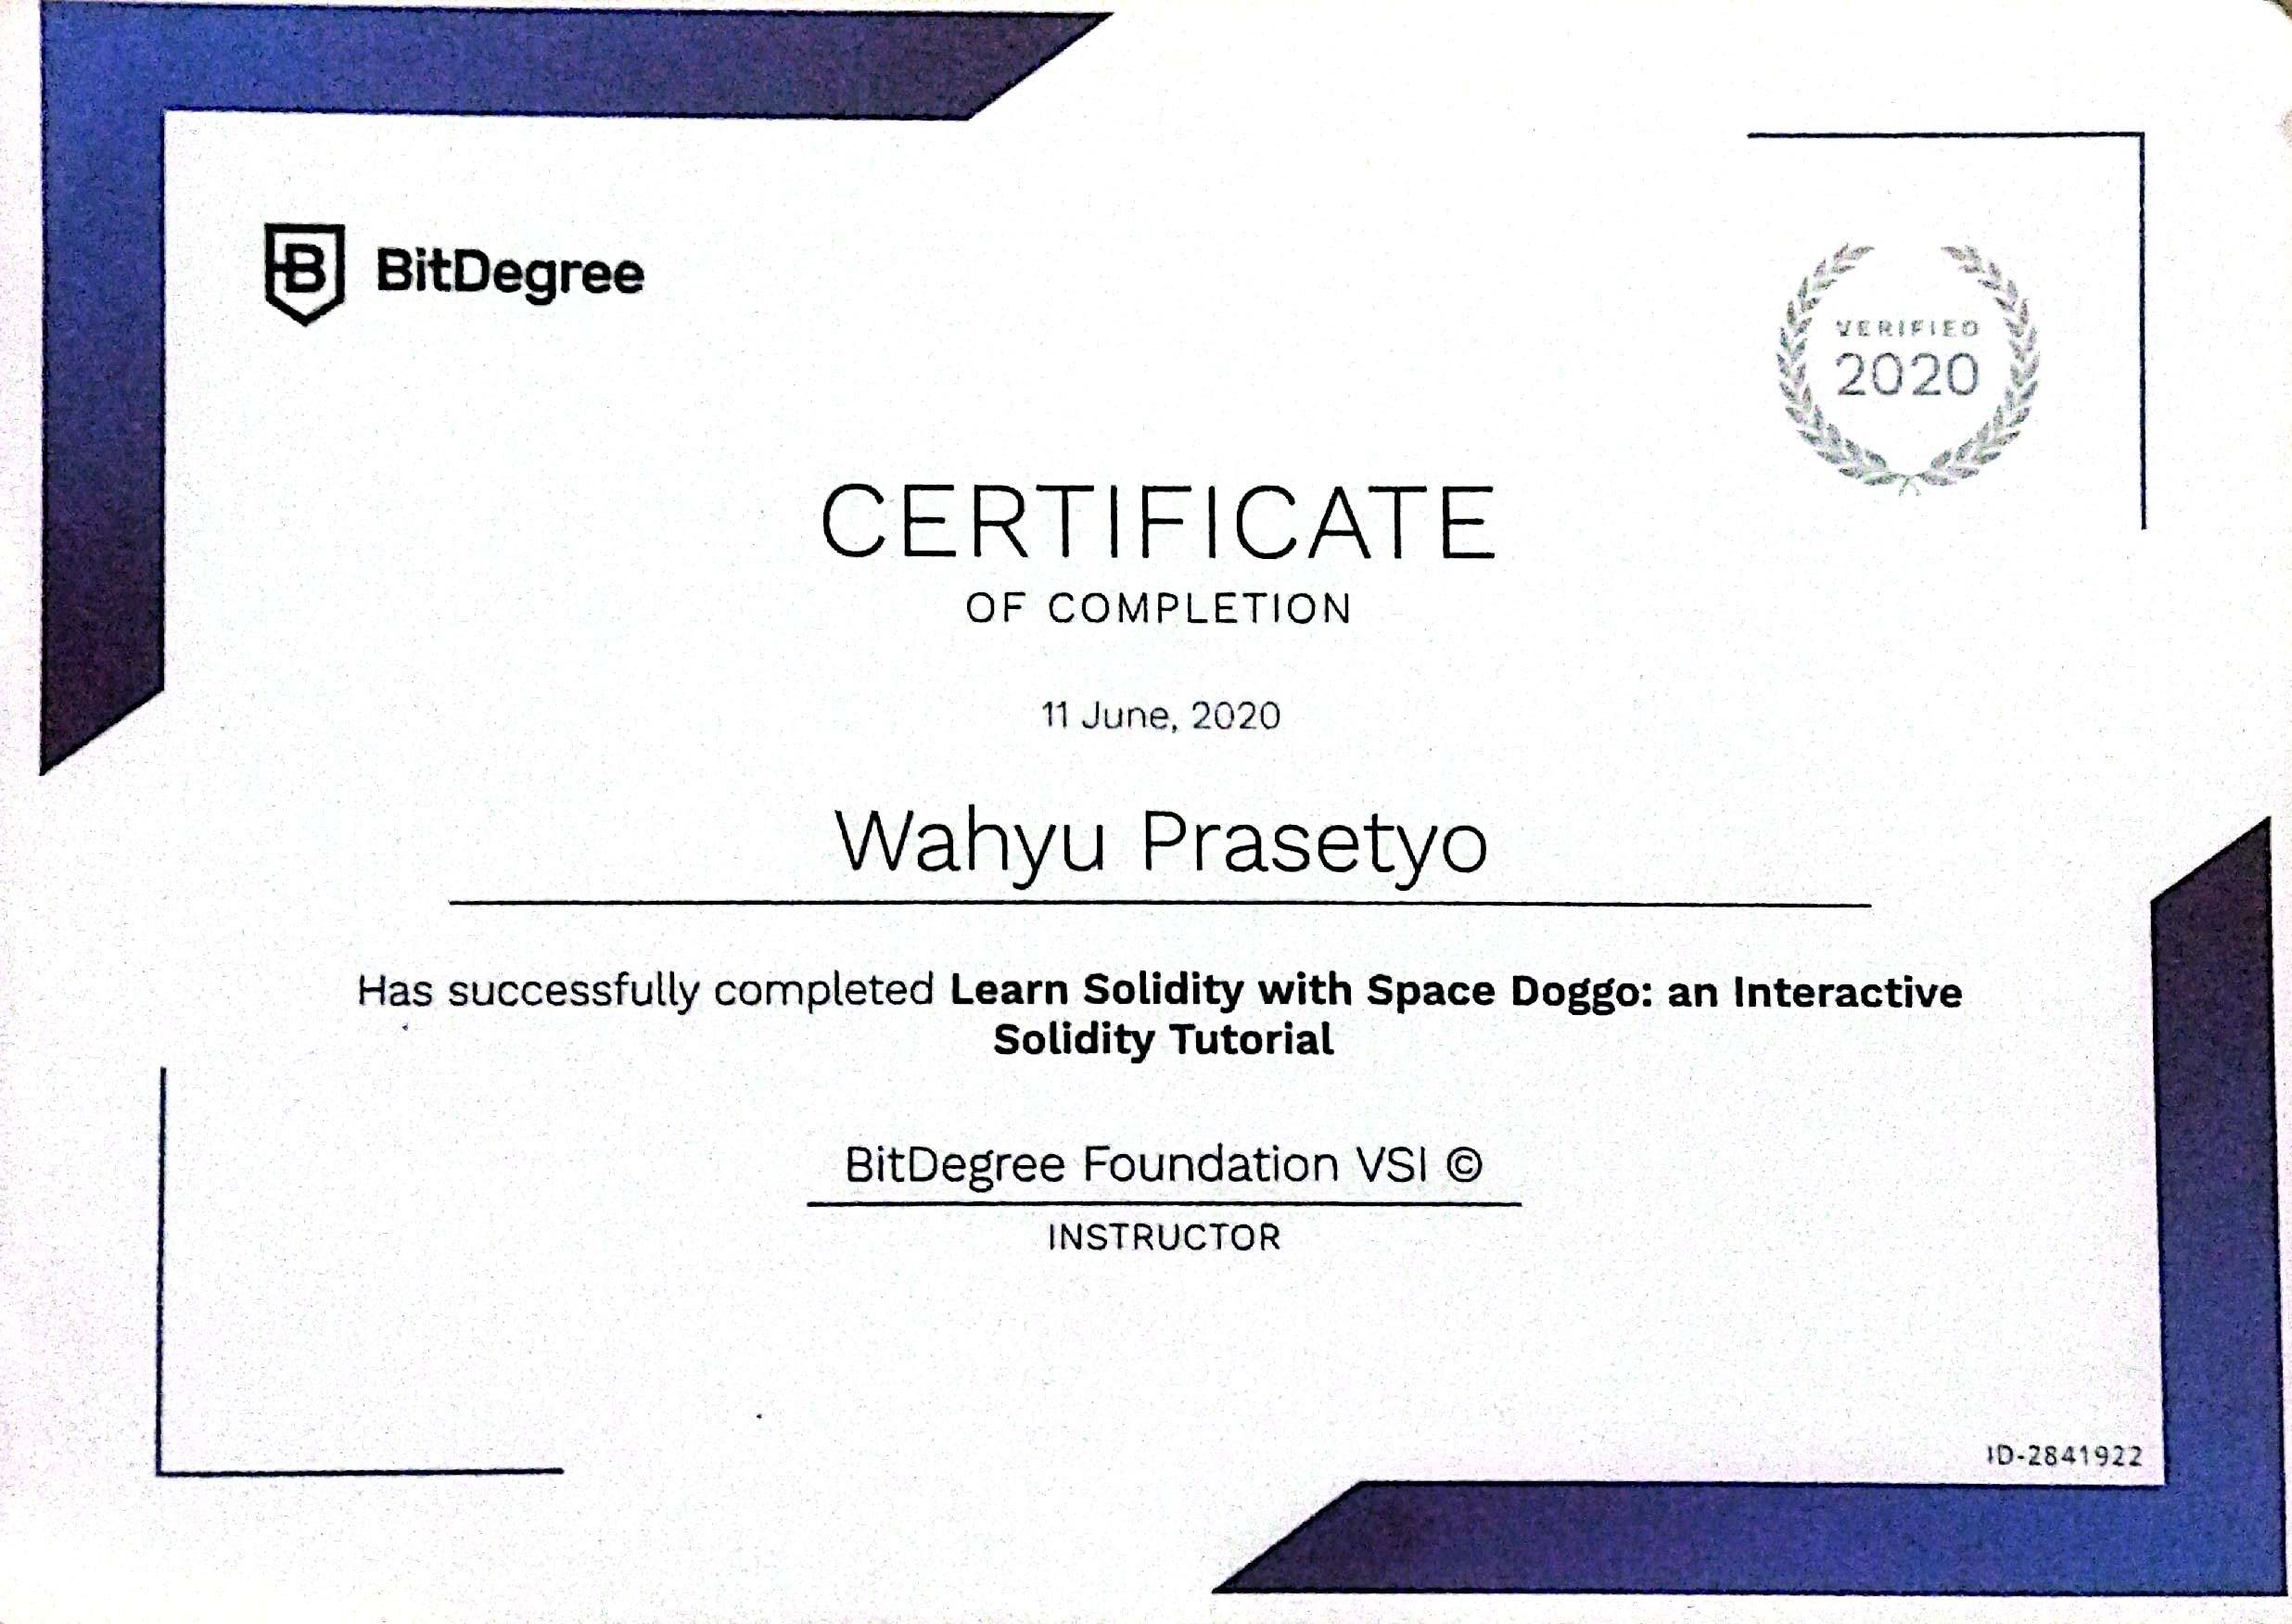 BitDegree
VERIFIED
2020
CERTIFICATE
OF COMPLETION
11 June, 2020
Wahyu Prasetyo
Has successfully completed Learn Solidity with Space Doggo: an Interactive
Solidity Tutorial
BitDegree Foundation VSI ©
INSTRUCTOR
ID-2841922